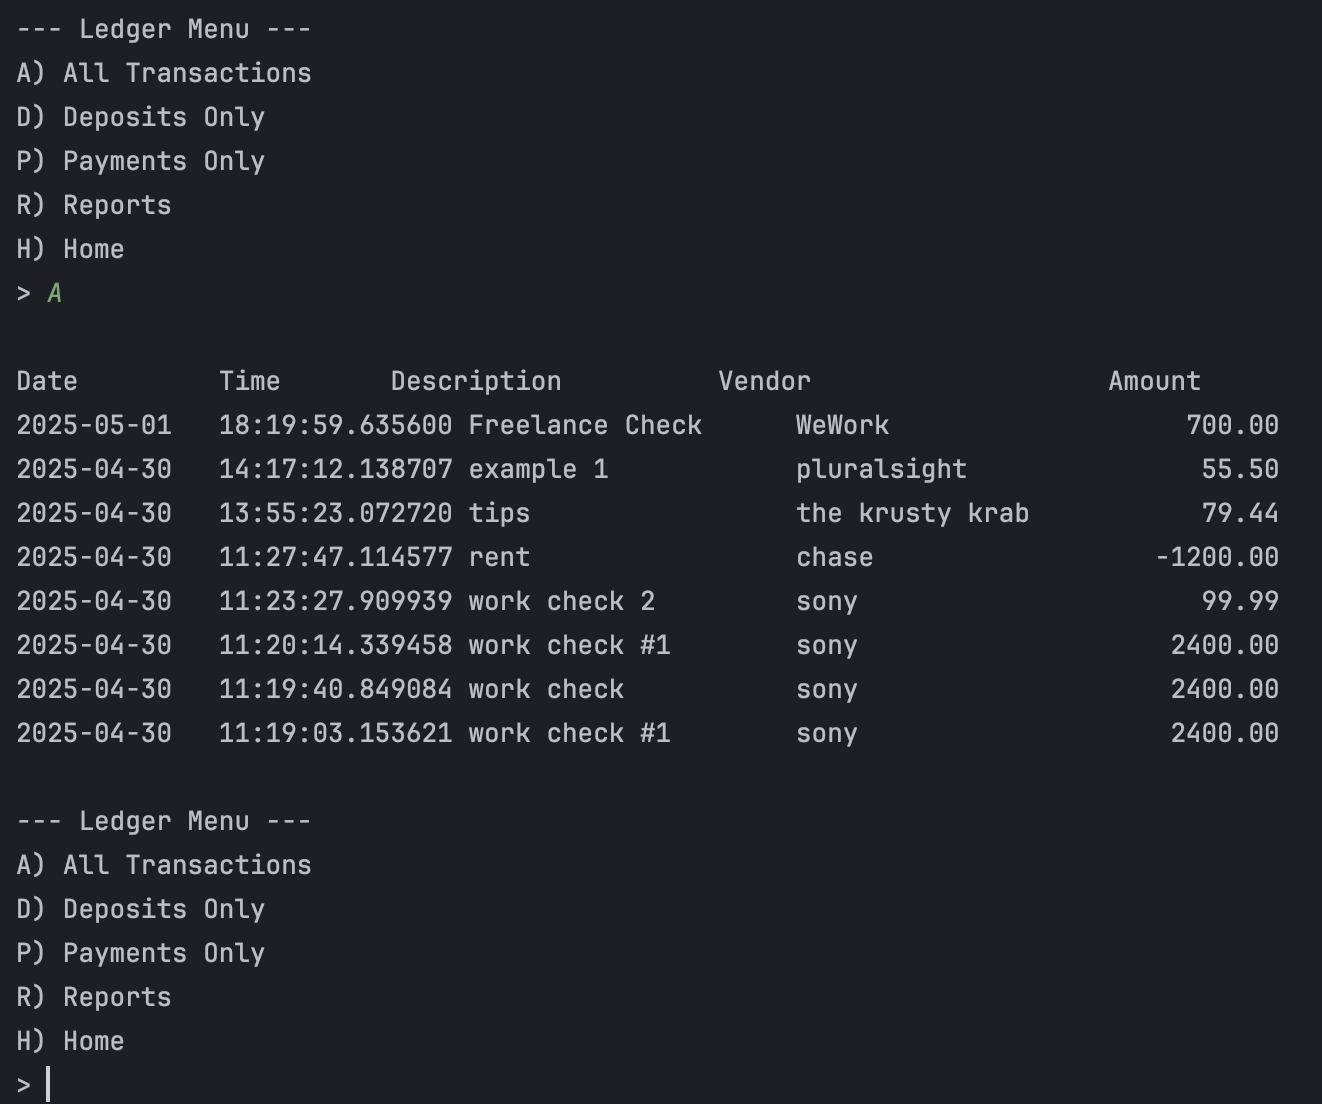 --- Ledger Menu ---
A) All Transactions
D) Deposits Only
P) Payments Only
R) Reports
H) Home
> A
Date         Time       Description          Vendor                   Amount
2025-05-01   18:19:59.635600 Freelance Check      WeWork                   700.00
2025-04-30   14:17:12.138707 example 1            pluralsight               55.50
2025-04-30   13:55:23.072720 tips                 the krusty krab           79.44
2025-04-30   11:27:47.114577 rent                 chase                  -1200.00
2025-04-30   11:23:27.909939 work check 2         sony                      99.99
2025-04-30   11:20:14.339458 work check #1        sony                    2400.00
2025-04-30   11:19:40.849084 work check           sony                    2400.00
2025-04-30   11:19:03.153621 work check #1        sony                    2400.00
--- Ledger Menu ---
A) All Transactions
D) Deposits Only
P) Payments Only
R) Reports
H) Home
>